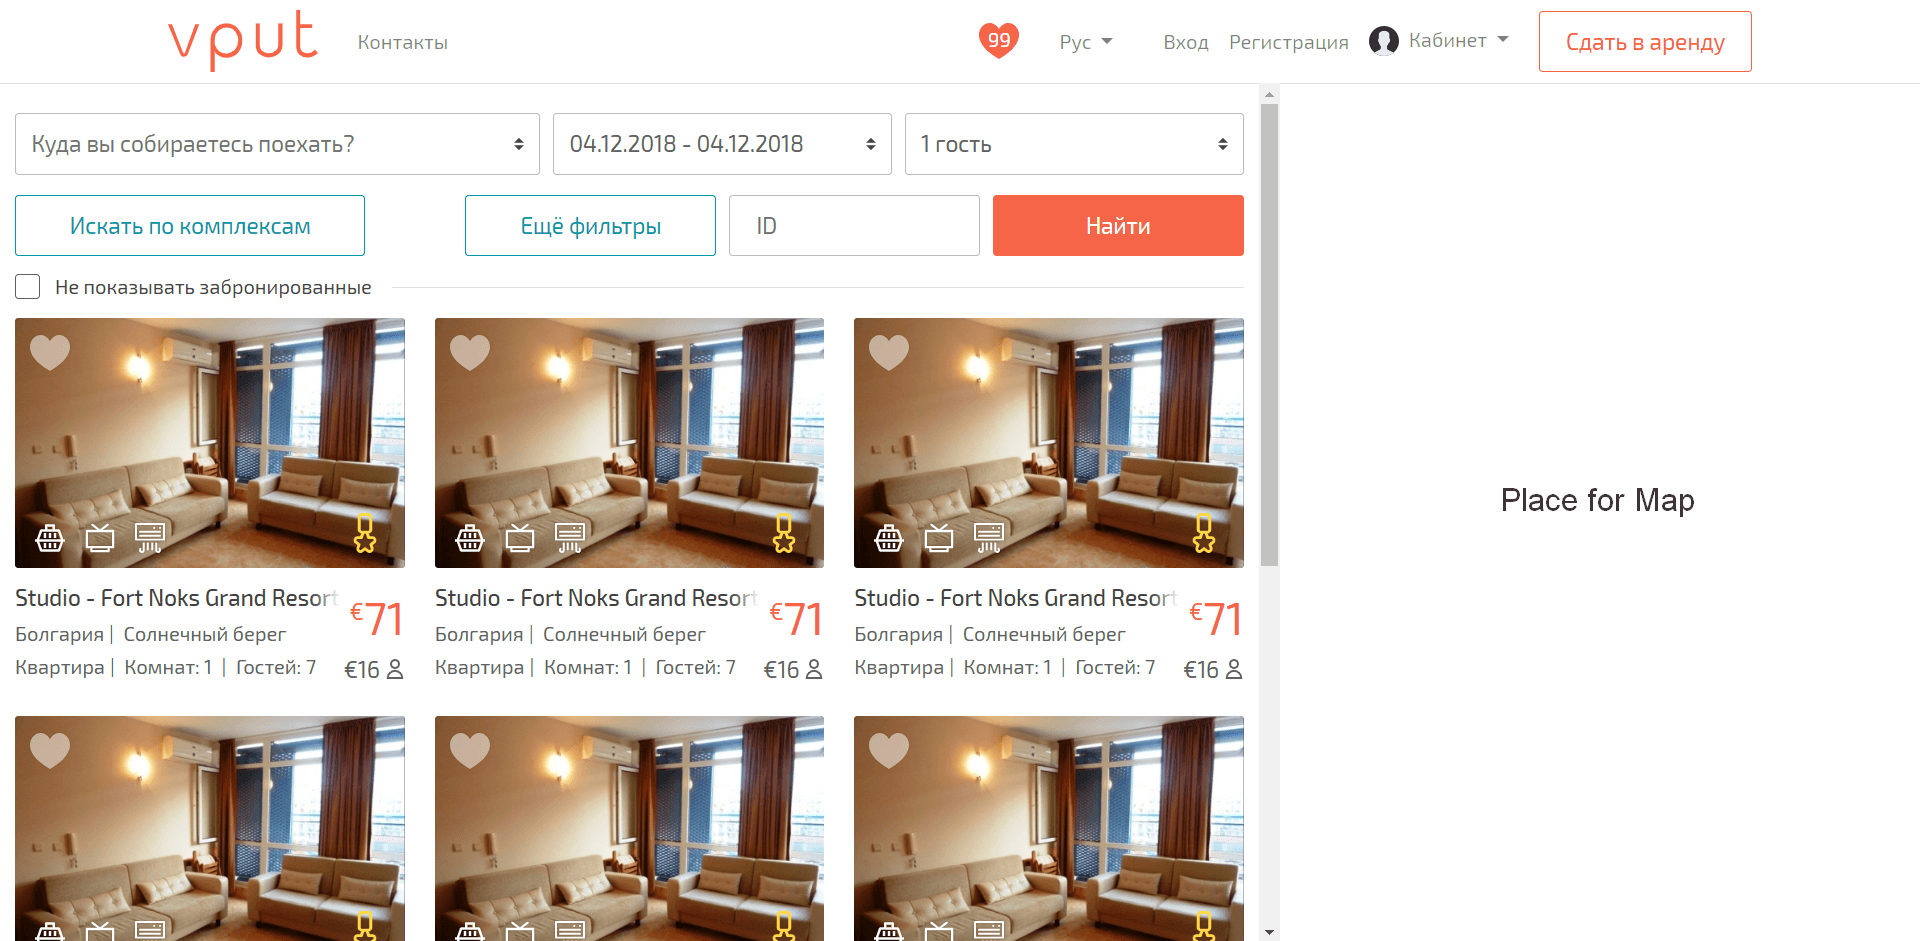 vput Контакты 99 Рус Вход Регистрация Кабинет Сдать в аренду
Куда вы собираетесь поехать? 04.12.2018 - 04.12.2018 1 гость
Искать по комплексам Ещё фильтры ID Найти
Не показывать забронированные
Place for Map
Studio - Fort Noks Grand Resort €71
Болгария | Солнечный берег
Квартира | Комнат: 1 | Гостей: 7 €16
Studio - Fort Noks Grand Resort €71
Болгария | Солнечный берег
Квартира | Комнат: 1 | Гостей: 7 €16
Studio - Fort Noks Grand Resort €71
Болгария | Солнечный берег
Квартира | Комнат: 1 | Гостей: 7 €16